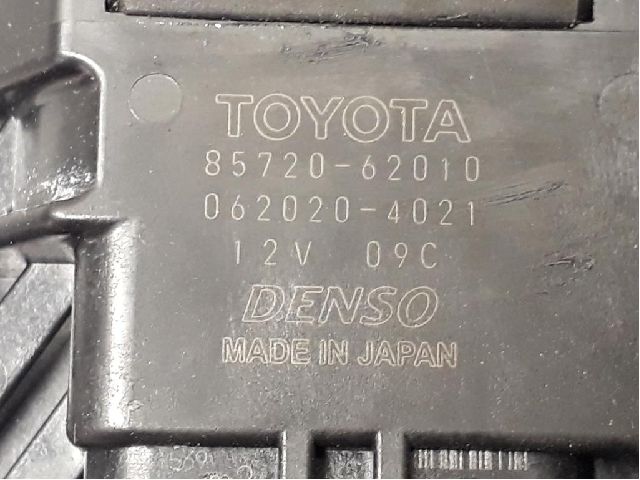 TOYOTA
85720-62010
062020-4021
12V 09C
DENSO
MADE IN JAPAN